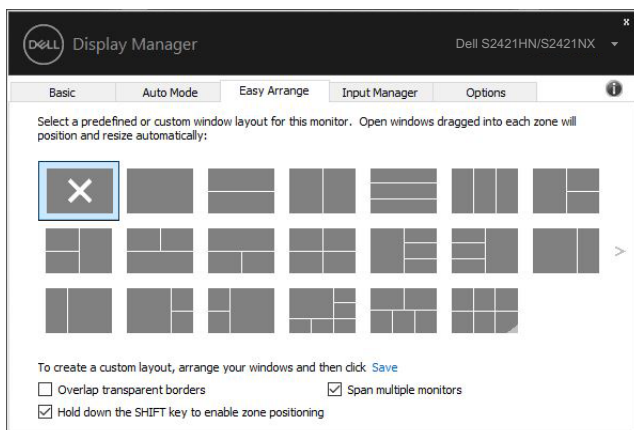 x
DELL Display Manager Dell S2421HN/S2421NX
Basic Auto Mode Easy Arrange Input Manager Options i
Select a predefined or custom window layout for this monitor. Open windows dragged into each zone will
position and resize automatically:
>
To create a custom layout, arrange your windows and then click Save
Overlap transparent borders Span multiple monitors
Hold down the SHIFT key to enable zone positioning